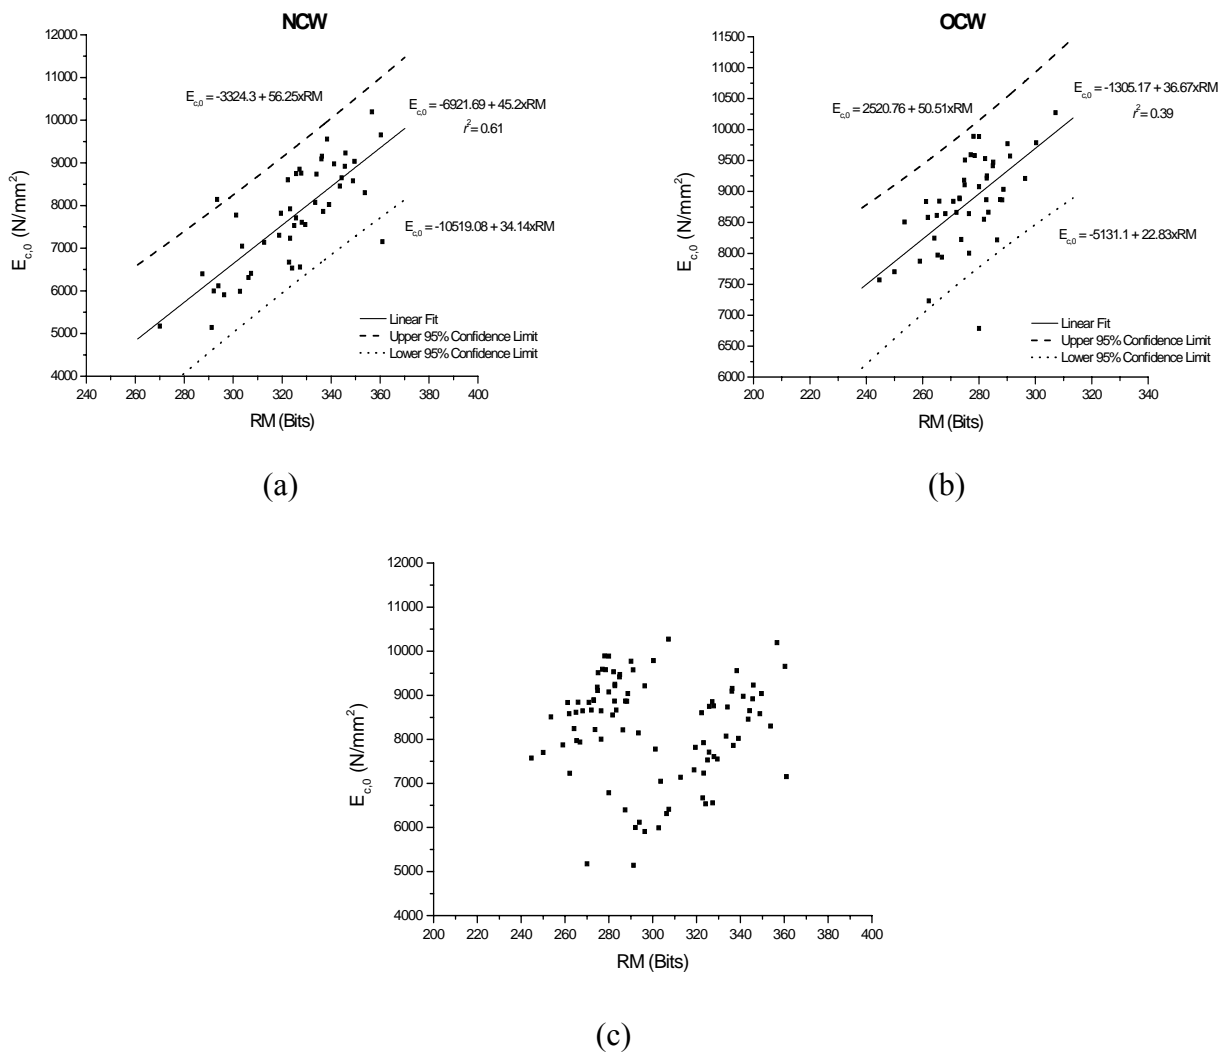 NCW
12000
11000
10000
9000
8000
7000
6000
5000
4000
E_c,0 (N/mm²)
E_c,0 = -3324.3 + 56.25xRM
E_c,0 = -6921.69 + 45.2xRM
r² = 0.61
E_c,0 = -10519.08 + 34.14xRM
Linear Fit
Upper 95% Confidence Limit
Lower 95% Confidence Limit
240 260 280 300 320 340 360 380 400
RM (Bits)
(a)
OCW
11500
11000
10500
10000
9500
9000
8500
8000
7500
7000
6500
6000
E_c,0 (N/mm²)
E_c,0 = 2520.76 + 50.51xRM
E_c,0 = -1305.17 + 36.67xRM
r² = 0.39
E_c,0 = -5131.1 + 22.83xRM
Linear Fit
Upper 95% Confidence Limit
Lower 95% Confidence Limit
200 220 240 260 280 300 320 340
RM (Bits)
(b)
12000
11000
10000
9000
8000
7000
6000
5000
4000
E_c,0 (N/mm²)
200 220 240 260 280 300 320 340 360 380 400
RM (Bits)
(c)